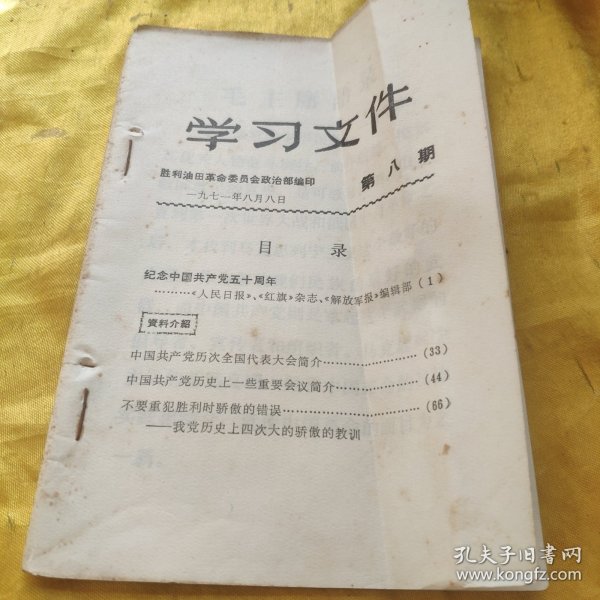 学习文件
第八期
胜利油田革命委员会政治部编印
一九七一年八月八日
目录
纪念中国共产党五十周年
………《人民日报》、《红旗》杂志、《解放军报》编辑部(1)
资料介紹
中国共产党历次全国代表大会简介………………(33)
中国共产党历史上一些重要会议简介……………(44)
不要重犯胜利时骄傲的错误………………………(66)
——我党历史上四次大的骄傲的教训
孔夫子旧书网
www.kongfz.com